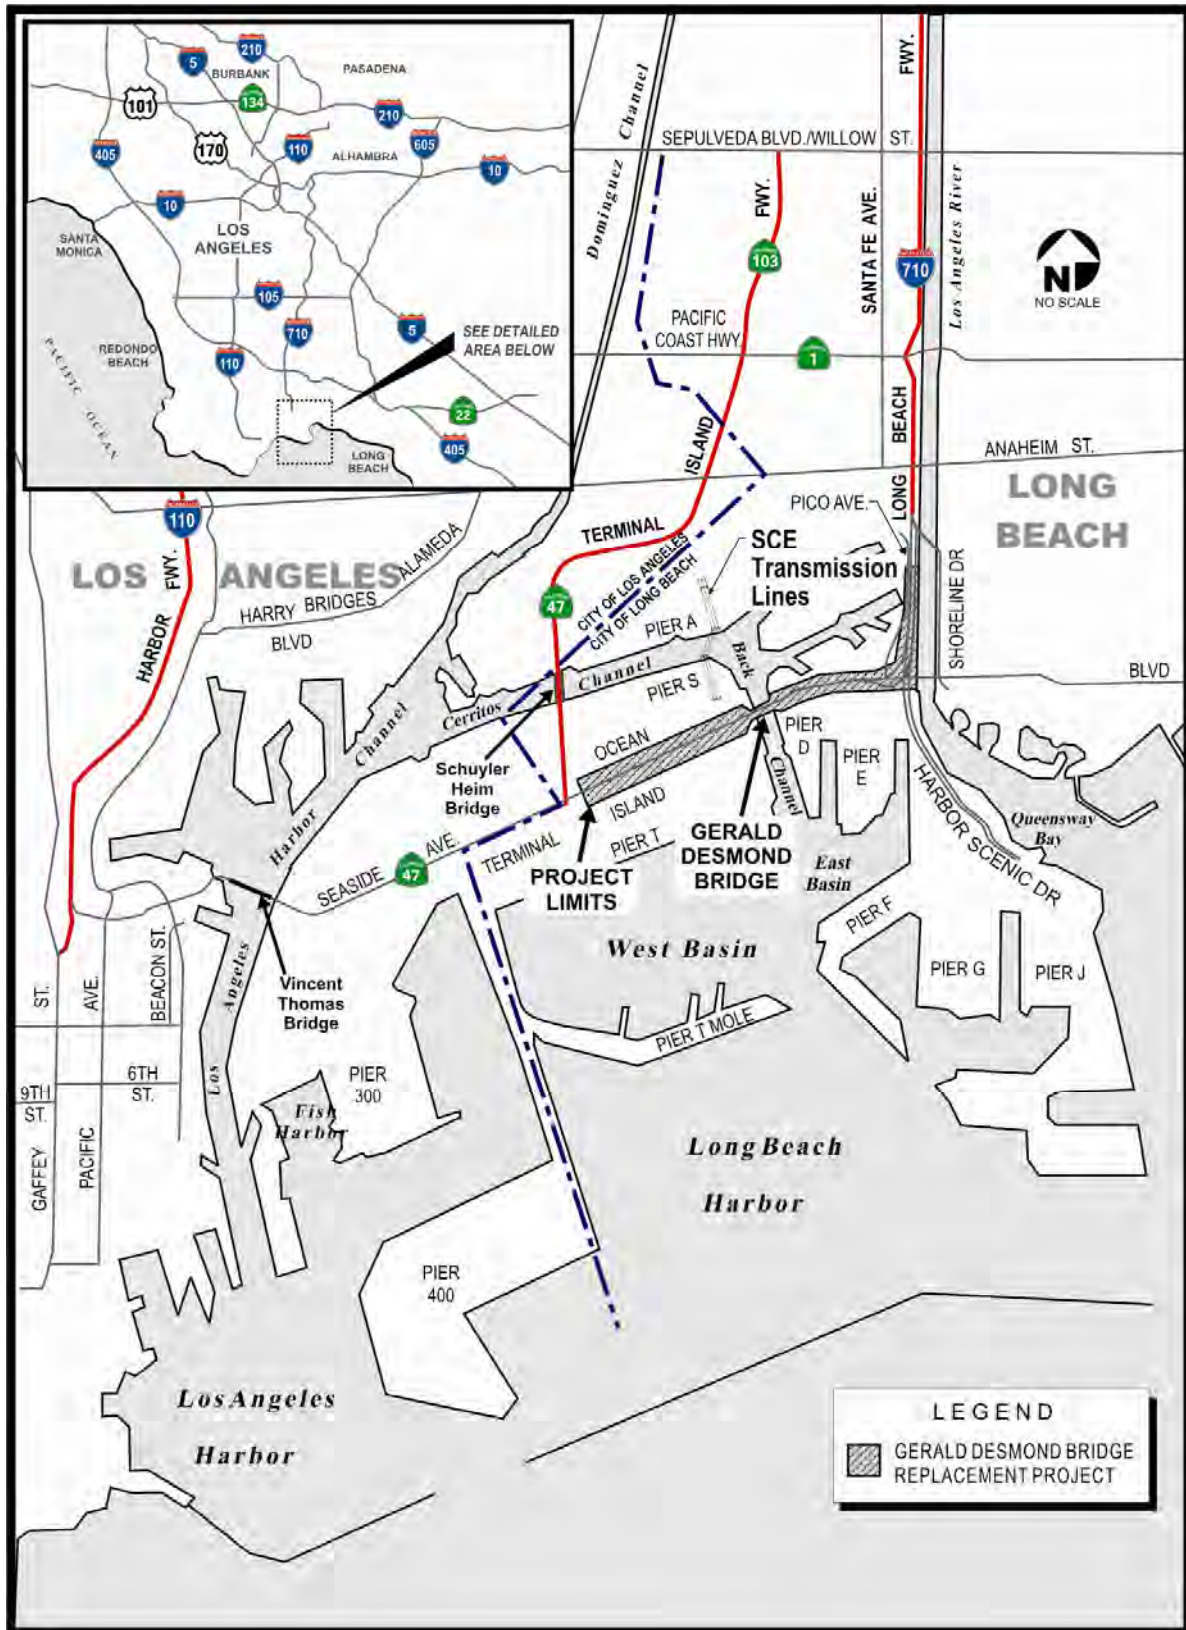 210
5
BURBANK
PASADENA
101
134
210
405
170
110
605
ALHAMBRA
10
10
LOS
ANGELES
SANTA
MONICA
105
710
5
SEE DETAILED
AREA BELOW
REDONDO
BEACH
110
PACIFIC OCEAN
22
405
LONG
BEACH
Dominguez Channel
SEPULVEDA BLVD./WILLOW ST.
FWY.
FWY.
103
SANTA FE AVE.
710
Los Angeles River
N
NO SCALE
PACIFIC
COAST HWY.
1
ISLAND
BEACH
ANAHEIM ST.
LONG
PICO AVE.
LONG
BEACH
110
FWY.
TERMINAL
ALAMEDA
SCE
Transmission
Lines
CITY OF LOS ANGELES
CITY OF LONG BEACH
LOS ANGELES
HARRY BRIDGES
BLVD
47
PIER A
SHORELINE DR
HARBOR
Back
Channel
Cerritos
PIER S
BLVD
Channel
OCEAN
PIER
D
PIER
E
Channel
Schuyler
Heim
Bridge
ISLAND
HARBOR SCENIC DR
Queensway
Bay
Harbor
SEASIDE AVE.
47
TERMINAL
PIER T
GERALD
DESMOND
BRIDGE
PROJECT
LIMITS
East
Basin
PIER F
West Basin
PIER G
PIER J
ST.
AVE.
BEACON ST.
Angeles
Vincent
Thomas
Bridge
PIER T MOLE
Los
6TH
ST.
9TH
ST.
PIER
300
Fish
Harbor
GAFFEY
PACIFIC
Long Beach
Harbor
PIER
400
Los Angeles
Harbor
LEGEND
GERALD DESMOND BRIDGE
REPLACEMENT PROJECT